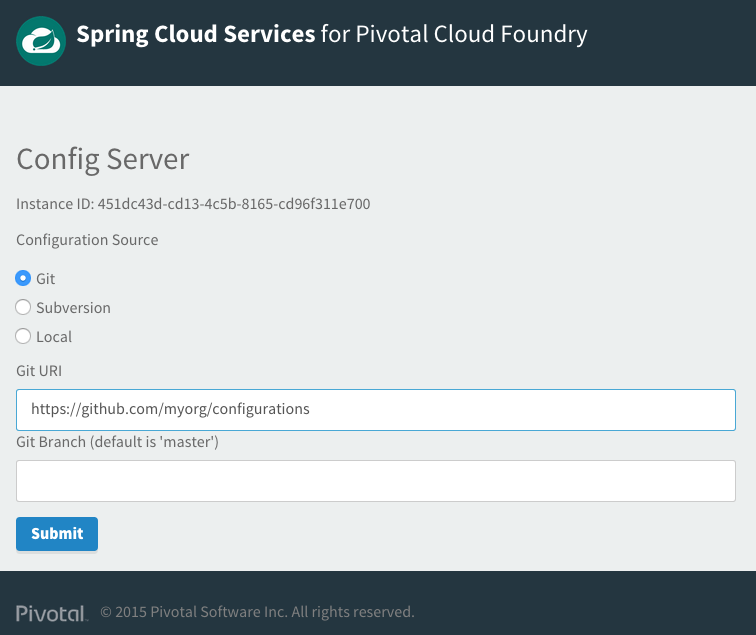 Spring Cloud Services for Pivotal Cloud Foundry
Config Server
Instance ID: 451dc43d-cd13-4c5b-8165-cd96f311e700
Configuration Source
Git
Subversion
Local
Git URI
https://github.com/myorg/configurations
Git Branch (default is 'master')
Submit
Pivotal™ © 2015 Pivotal Software Inc. All rights reserved.